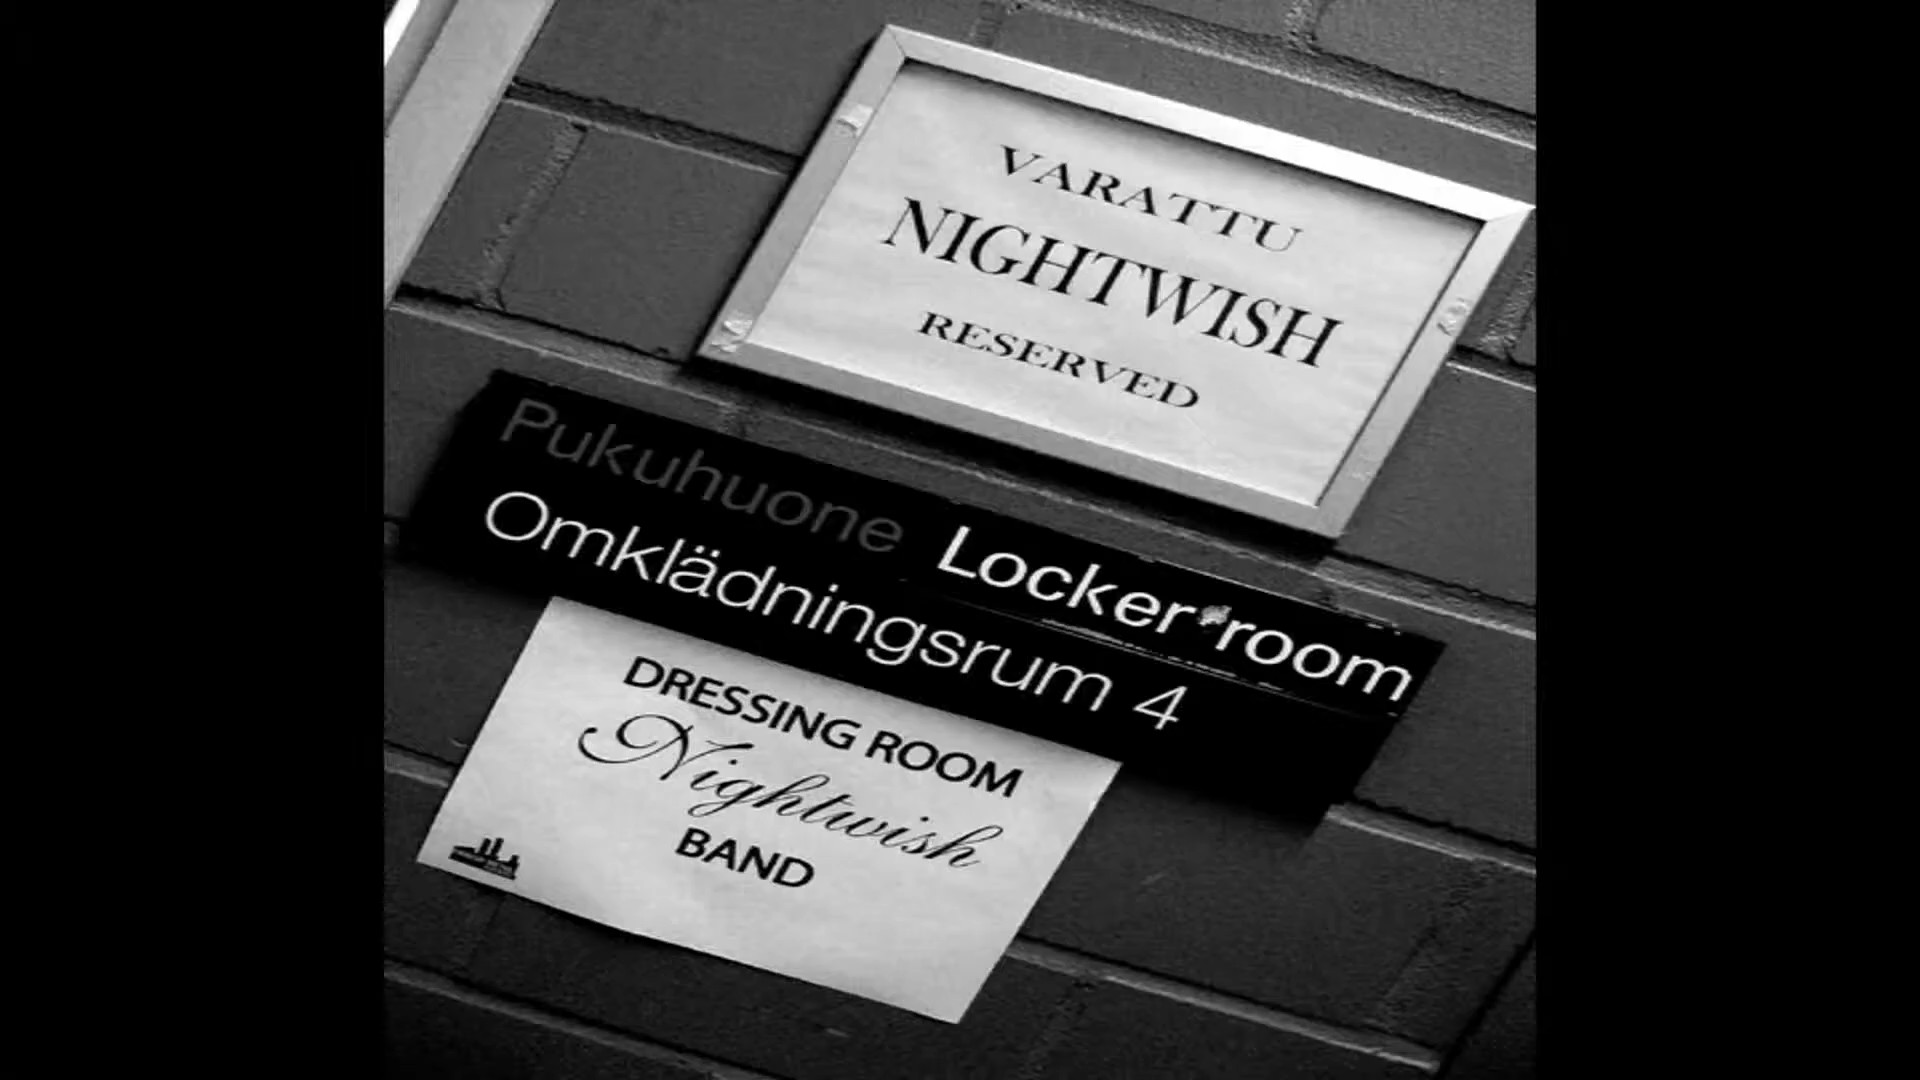 VARATTU
NIGHTWISH
RESERVED
Pukuhuone Locker room
Omklädningsrum 4
DRESSING ROOM
Nightwish
BAND